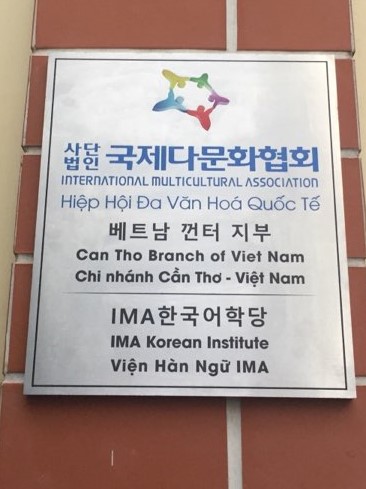 사단법인 국제다문화협회
INTERNATIONAL MULTICULTURAL ASSOCIATION
Hiệp Hội Đa Văn Hoá Quốc Tế
베트남 껀터 지부
Can Tho Branch of Viet Nam
Chi nhánh Cần Thơ - Việt Nam
IMA한국어학당
IMA Korean Institute
Viện Hàn Ngữ IMA